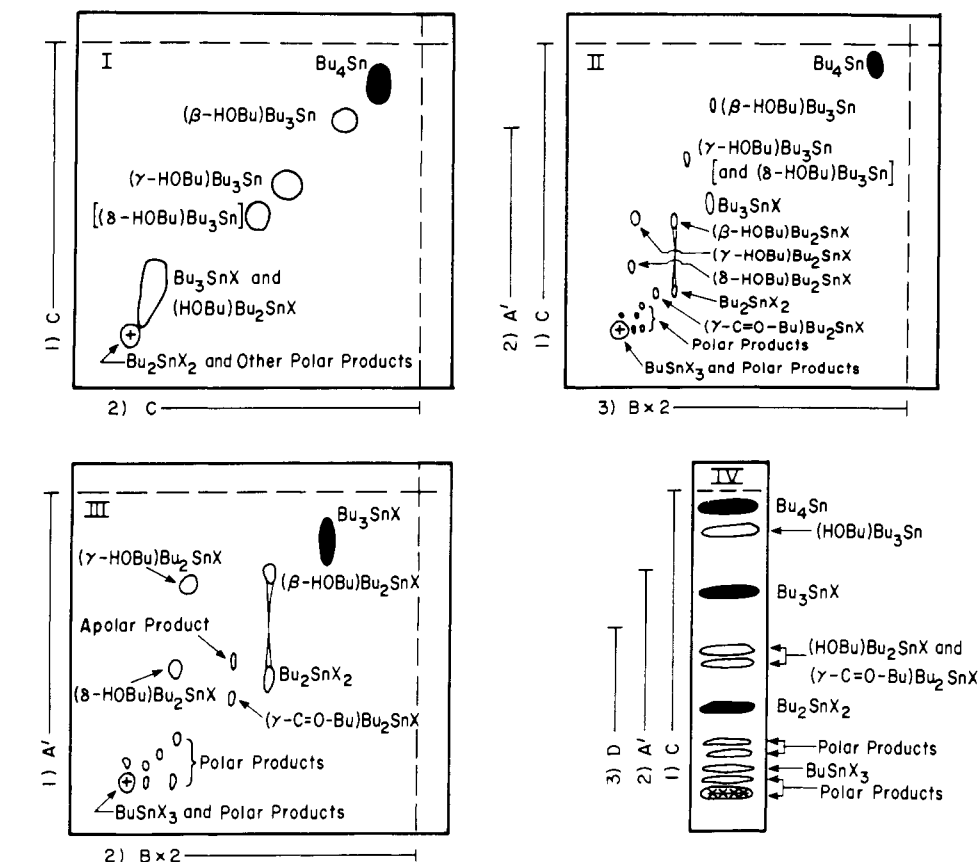 I
Bu₄Sn
(β-HOBu)Bu₃Sn
(γ-HOBu)Bu₃Sn
[(δ-HOBu)Bu₃Sn]
Bu₃SnX and
(HOBu)Bu₂SnX
+
Bu₂SnX₂ and Other Polar Products
1) C
2) C
II
Bu₄Sn
(β-HOBu)Bu₃Sn
(γ-HOBu)Bu₃Sn
[and (δ-HOBu)Bu₃Sn]
Bu₃SnX
(β-HOBu)Bu₂SnX
(γ-HOBu)Bu₂SnX
(δ-HOBu)Bu₂SnX
Bu₂SnX₂
(γ-C=O-Bu)Bu₂SnX
Polar Products
+
BuSnX₃ and Polar Products
2) A'
1) C
3) B×2
III
Bu₃SnX
(γ-HOBu)Bu₂SnX
(β-HOBu)Bu₂SnX
Apolar Product
Bu₂SnX₂
(δ-HOBu)Bu₂SnX
(γ-C=O-Bu)Bu₂SnX
Polar Products
+
BuSnX₃ and Polar Products
1) A'
2) B×2
IV
Bu₄Sn
(HOBu)Bu₃Sn
Bu₃SnX
(HOBu)Bu₂SnX and
(γ-C=O-Bu)Bu₂SnX
Bu₂SnX₂
Polar Products
BuSnX₃
Polar Products
xxxx
3) D
2) A'
1) C